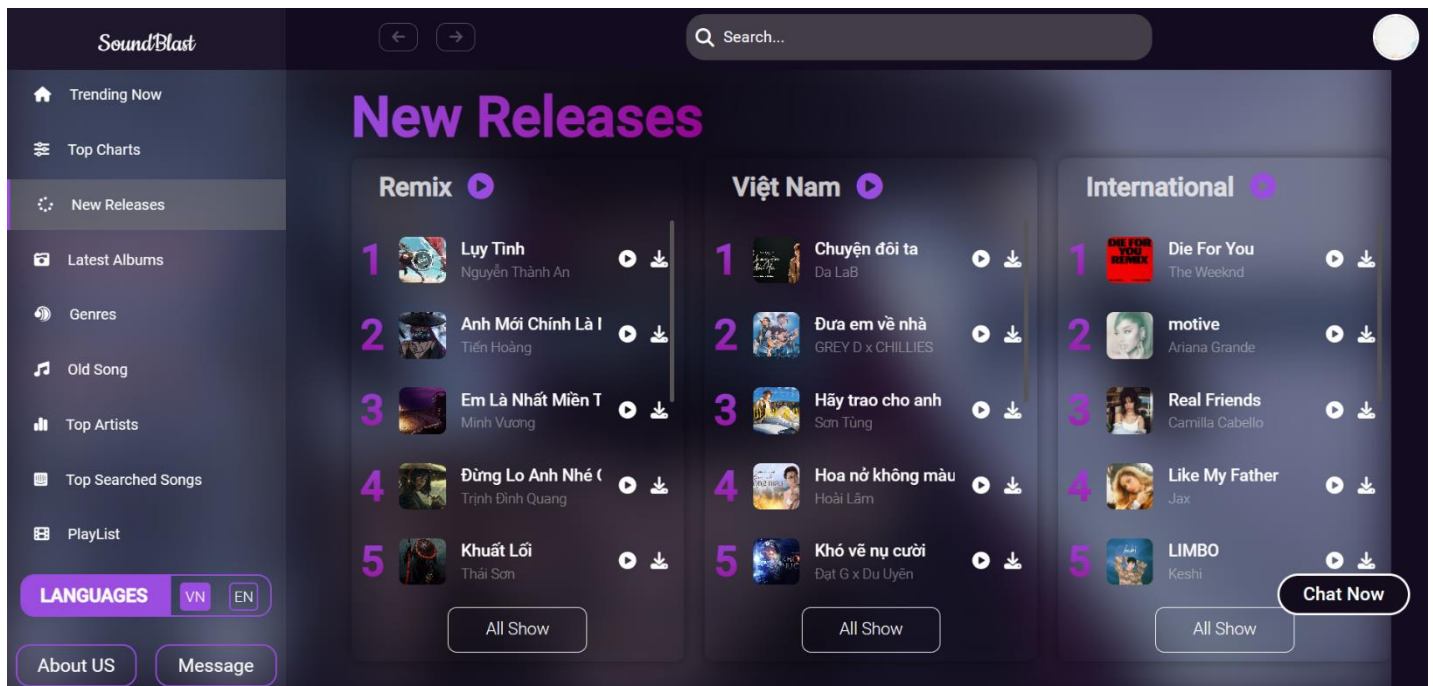 SoundBlast
Search...
Trending Now
Top Charts
New Releases
Latest Albums
Genres
Old Song
Top Artists
Top Searched Songs
PlayList
LANGUAGES VN EN
About US Message
New Releases
Remix
1 Lụy Tình
Nguyễn Thành An
2 Anh Mới Chính Là
Tiến Hoàng
3 Em Là Nhất Miền T
Minh Vương
4 Đừng Lo Anh Nhé
Trịnh Đình Quang
5 Khuất Lối
Thái Sơn
All Show
Việt Nam
1 Chuyện đôi ta
Da LaB
2 Đưa em về nhà
GREY D x CHILLIES
3 Hãy trao cho anh
Sơn Tùng
4 Hoa nở không màu
Hoài Lâm
5 Khó vẽ nụ cười
Đạt G x Du Uyên
All Show
International
1 Die For You
The Weeknd
DIE FOR
YOU
REMIX
2 motive
Ariana Grande
3 Real Friends
Camilla Cabello
4 Like My Father
Jax
5 LIMBO
Keshi
All Show
Chat Now